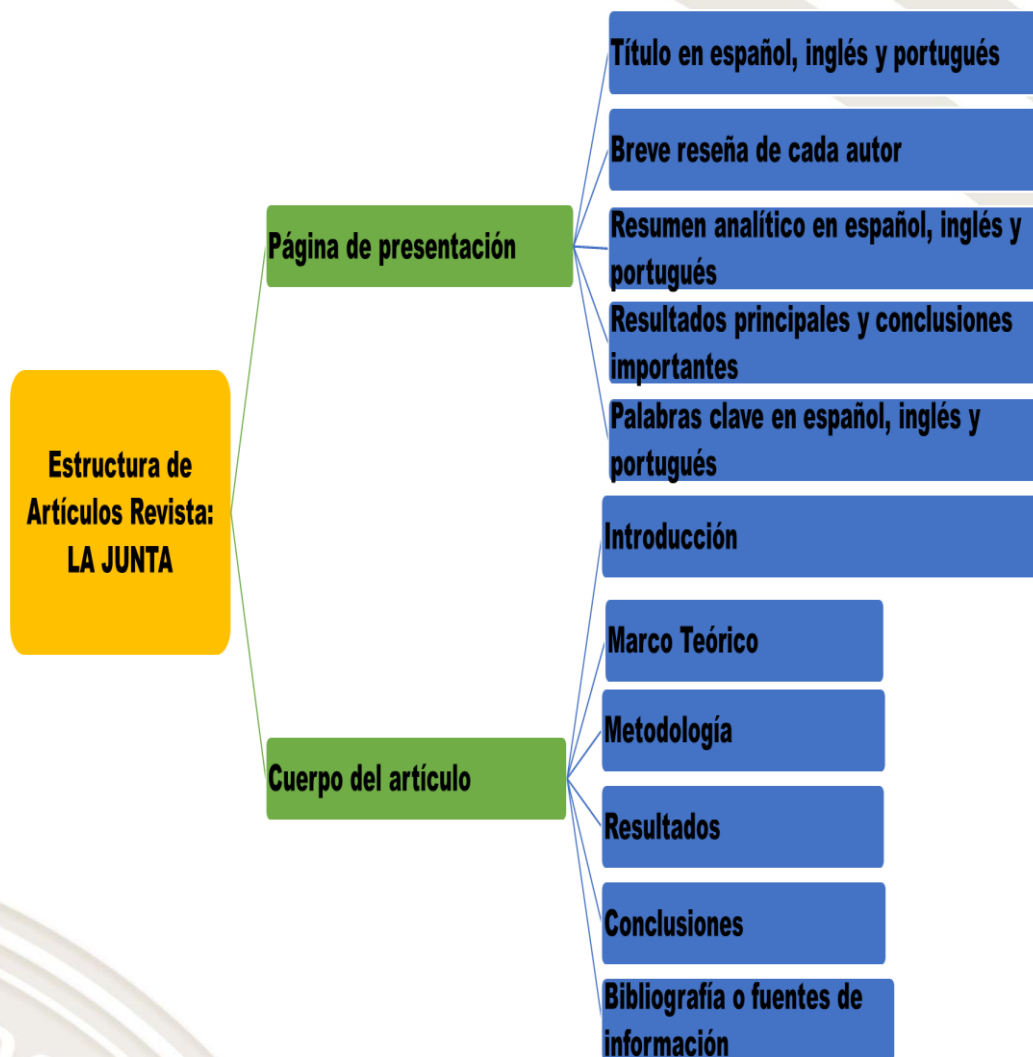 Título en español, inglés y portugués
Breve reseña de cada autor
Página de presentación
Resumen analítico en español, inglés y
portugués
Resultados principales y conclusiones
importantes
Palabras clave en español, inglés y
portugués
Estructura de
Artículos Revista:
LA JUNTA
Introducción
Marco Teórico
Metodología
Cuerpo del artículo
Resultados
Conclusiones
Bibliografía o fuentes de
información